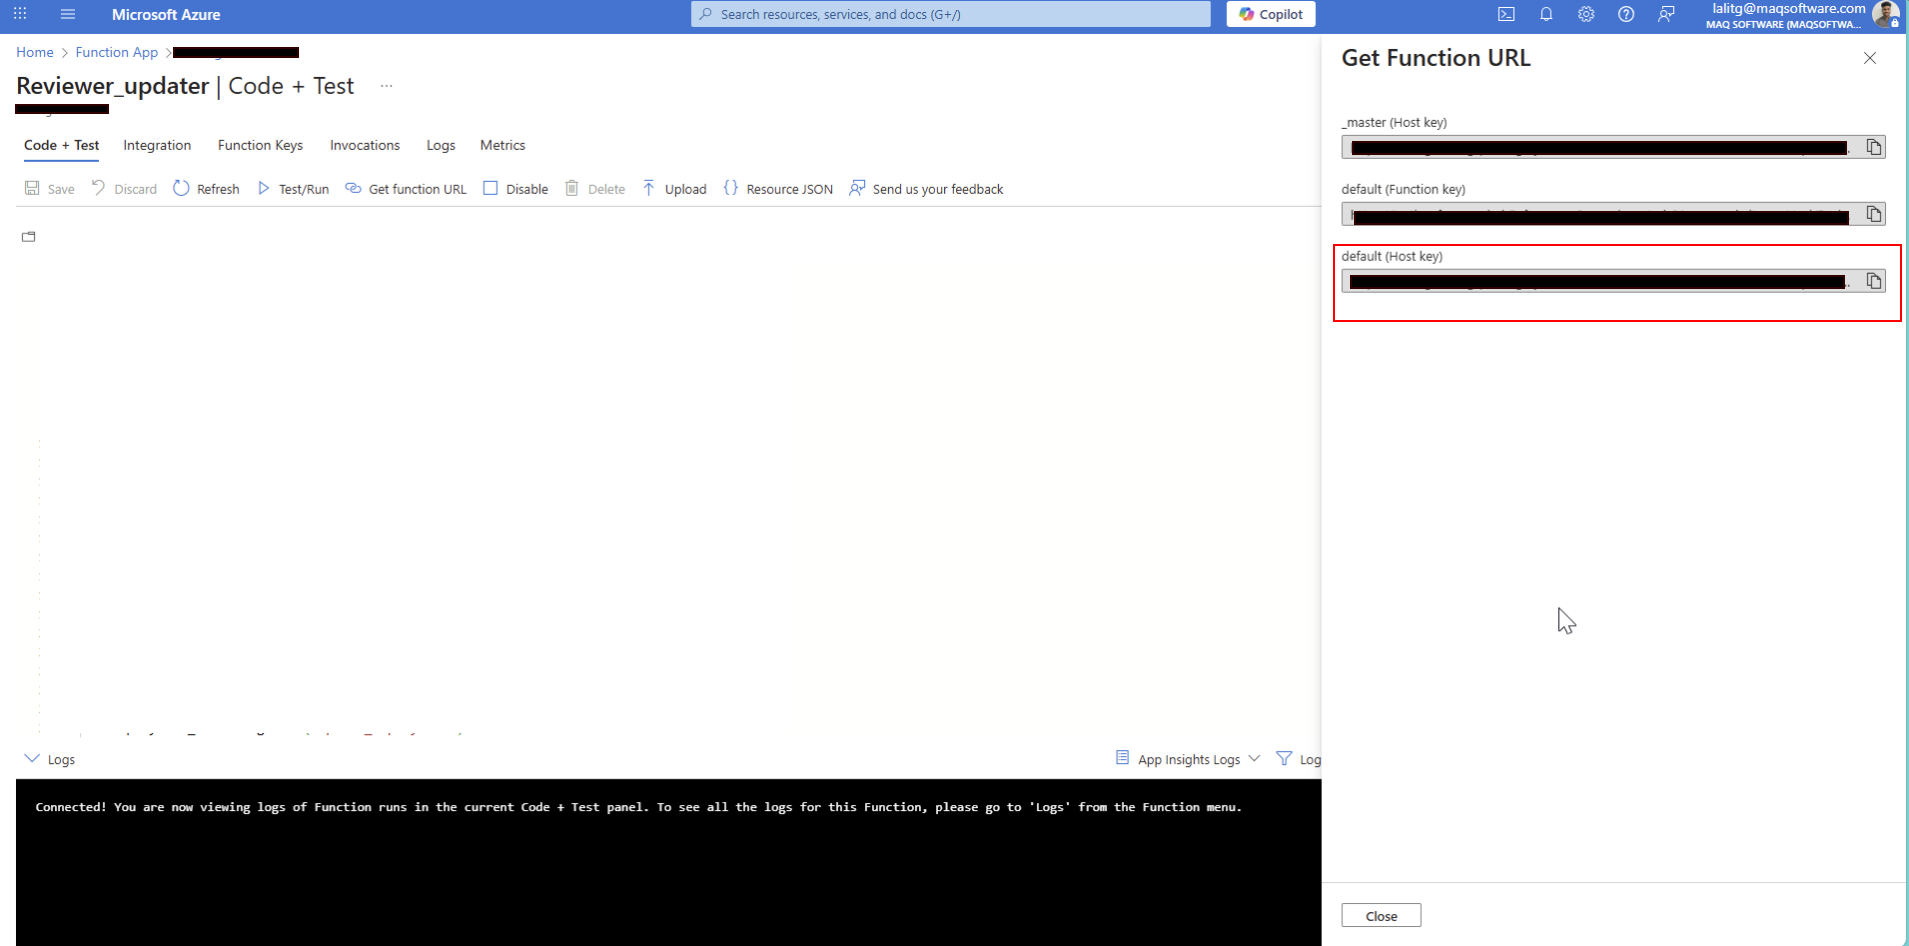 Microsoft Azure
Search resources, services, and docs (G+/)
Copilot
lalitg@maqsoftware.com
MAQ SOFTWARE (MAQSOFTWA...
Home > Function App >
Reviewer_updater | Code + Test ...
Code + Test Integration Function Keys Invocations Logs Metrics
Save Discard Refresh Test/Run Get function URL Disable Delete Upload {} Resource JSON Send us your feedback
Logs
App Insights Logs
Log
Connected! You are now viewing logs of Function runs in the current Code + Test panel. To see all the logs for this Function, please go to 'Logs' from the Function menu.
Get Function URL
_master (Host key)
default (Function key)
default (Host key)
Close